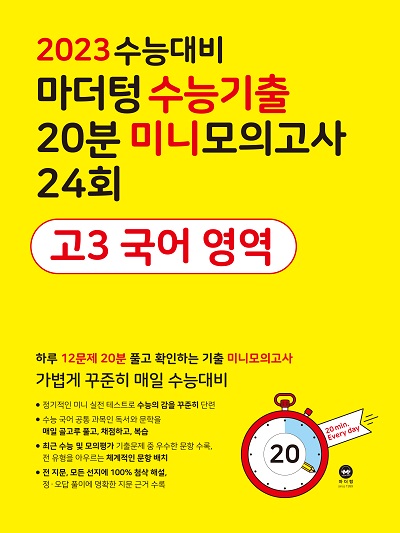 2023 수능대비
마더텅 수능기출
20분 미니모의고사
24회
고3 국어 영역
하루 12문제 20분 풀고 확인하는 기출 미니모의고사
가볍게 꾸준히 매일 수능대비
• 정기적인 미니 실전 테스트로 수능의 감을 꾸준히 단련
• 수능 국어 공통 과목인 독서와 문학을
매일 골고루 풀고, 채점하고, 복습
• 최근 수능 및 모의평가 기출문제 중 우수한 문항 수록,
전 유형을 아우르는 체계적인 문항 배치
• 전 지문, 모든 선지에 100% 첨삭 해설,
정·오답 풀이에 명확한 지문 근거 수록
20 min.
Every day
20
마더텅
since 1999